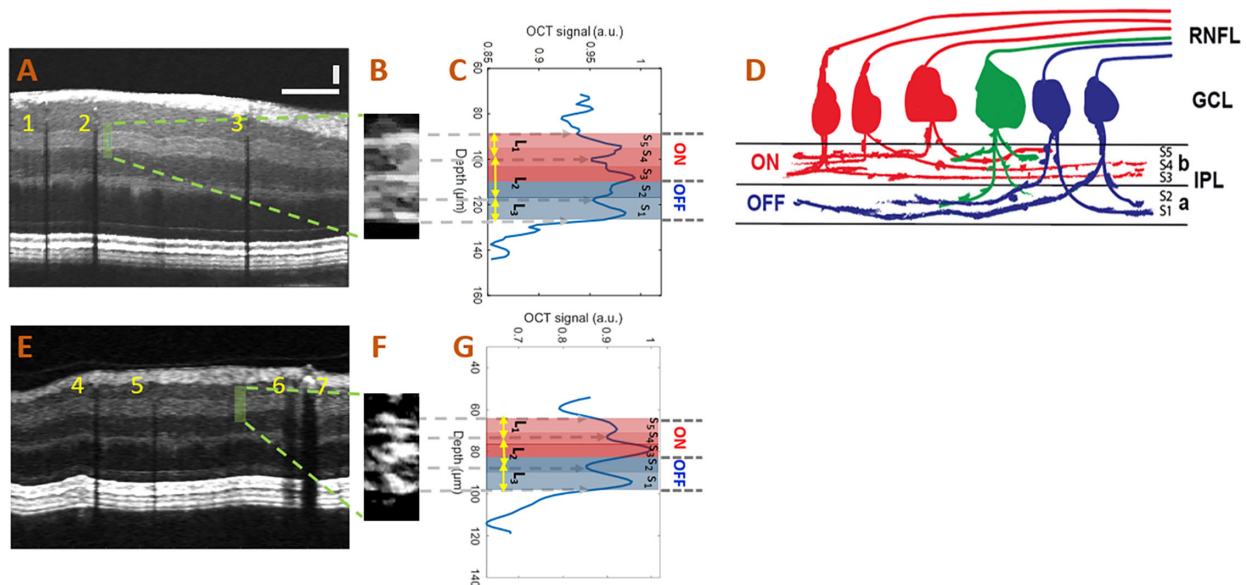 A
1
2
3
B
C
OCT signal (a.u.)
0.85
0.9
0.95
1
60
80
100
120
140
160
Depth (µm)
L1
L2
L3
S5
S4
S3
S2
S1
ON
OFF
D
RNFL
GCL
IPL
ON
OFF
S5
S4
S3
b
S2
S1
a
E
4
5
6
7
F
G
OCT signal (a.u.)
0.7
0.8
0.9
1
40
60
80
100
120
140
Depth (µm)
L1
L2
L3
S5
S4
S3
S2
S1
ON
OFF